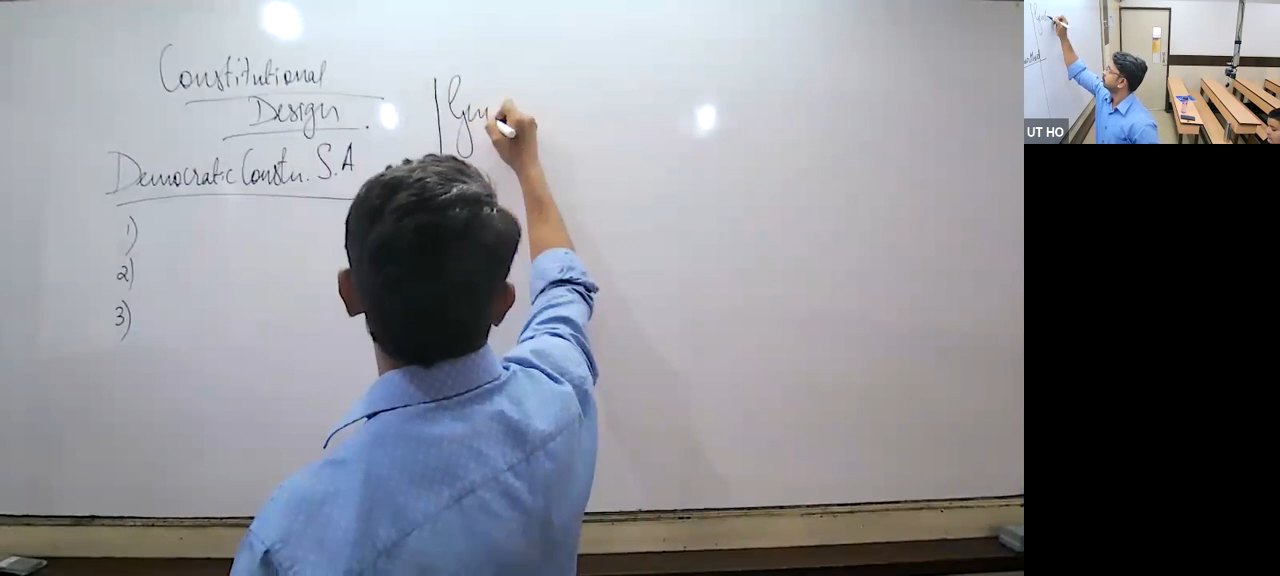 Constitutional
Design.
Democratic Constn. S.A
1)
2)
3)
UT HO